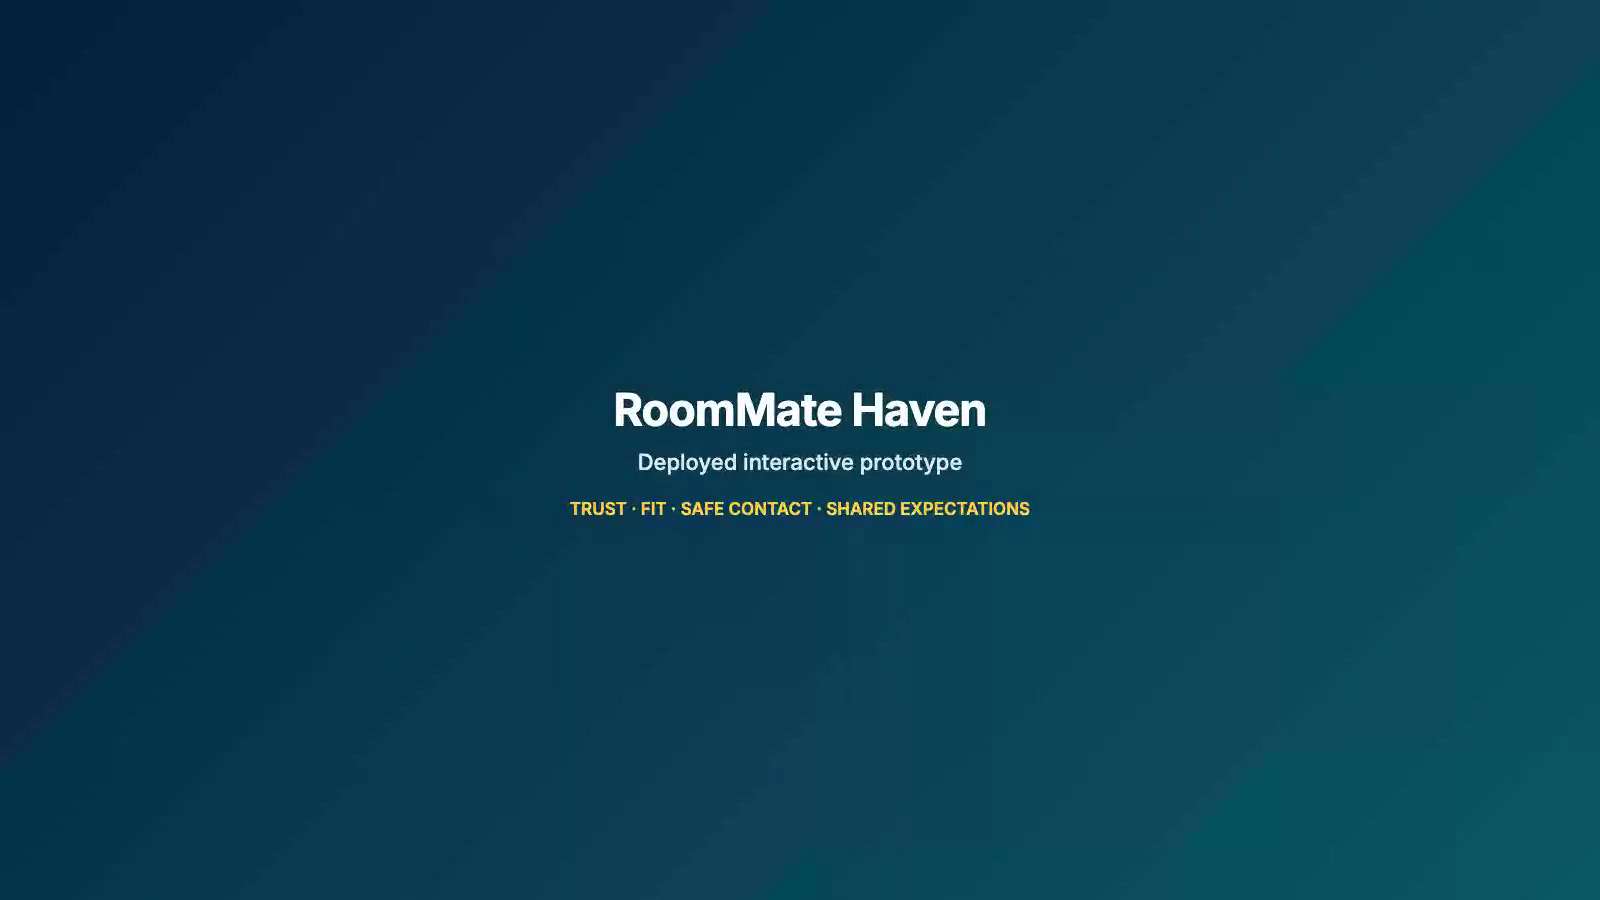 RoomMate Haven
Deployed interactive prototype
TRUST · FIT · SAFE CONTACT · SHARED EXPECTATIONS